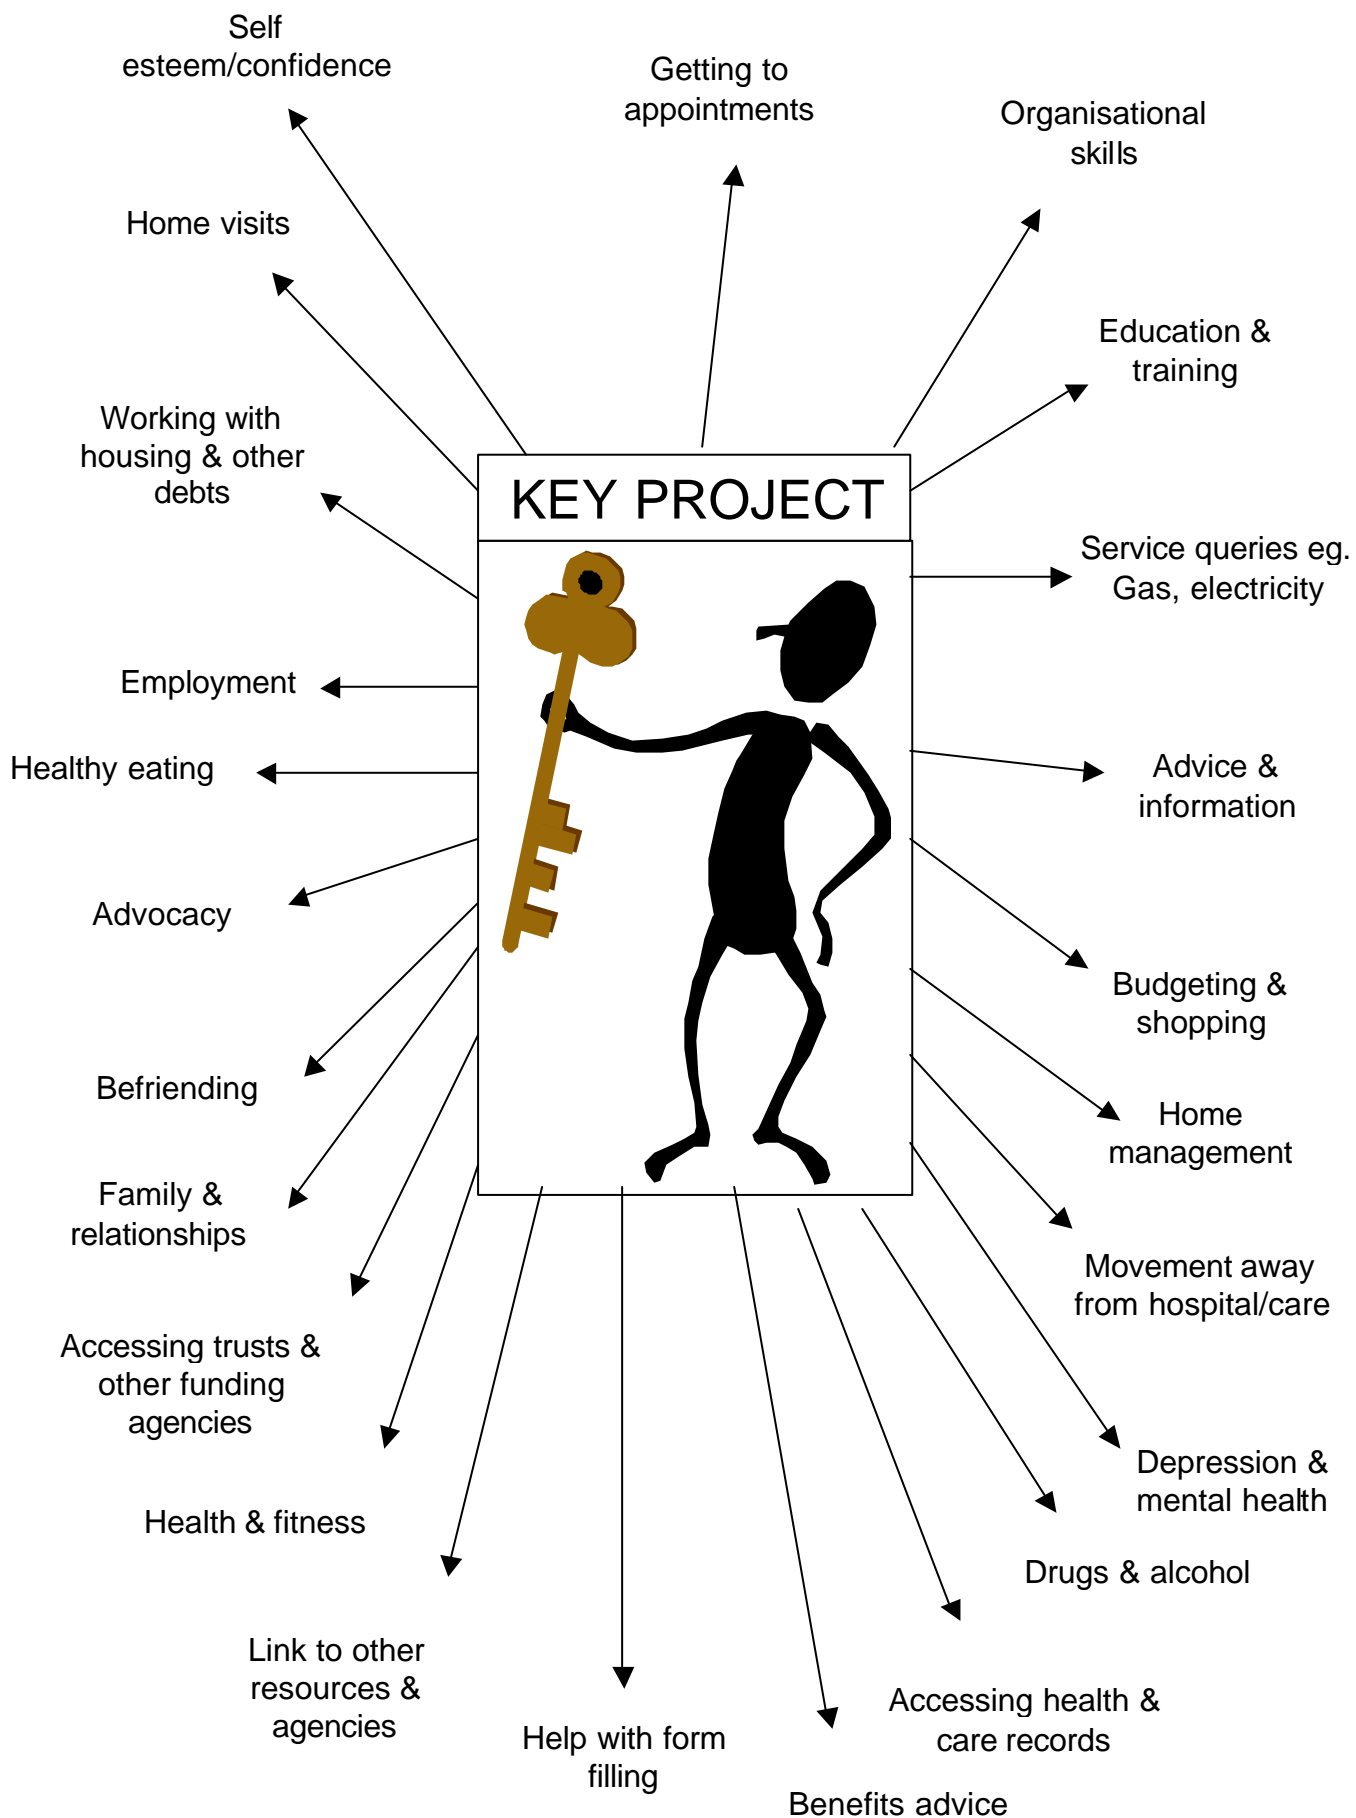 Self
esteem/confidence
Getting to
appointments
Organisational
skills
Home visits
Education &
training
Working with
housing & other
debts
KEY PROJECT
Service queries eg.
Gas, electricity
Employment
Healthy eating
Advice &
information
Advocacy
Budgeting &
shopping
Befriending
Home
management
Family &
relationships
Movement away
from hospital/care
Accessing trusts &
other funding
agencies
Depression &
mental health
Health & fitness
Drugs & alcohol
Link to other
resources &
agencies
Accessing health &
care records
Help with form
filling
Benefits advice